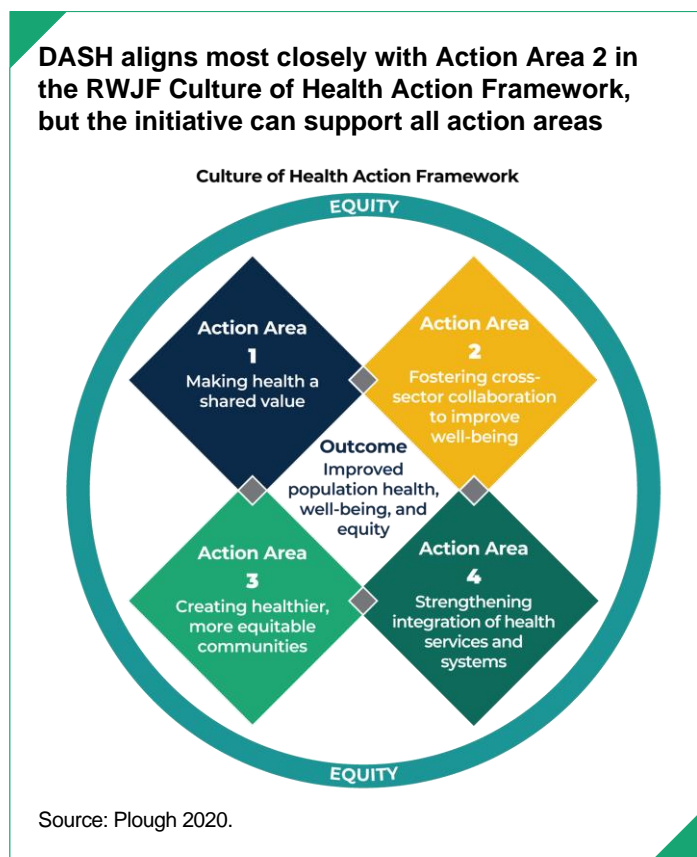 DASH aligns most closely with Action Area 2 in
the RWJF Culture of Health Action Framework,
but the initiative can support all action areas
Culture of Health Action Framework
EQUITY
Action Area
1
Making health a
shared value
Action Area
2
Fostering cross-
sector collaboration
to improve
well-being
Outcome
Improved
population health,
well-being, and
equity
Action Area
3
Creating healthier,
more equitable
communities
Action Area
4
Strengthening
integration of health
services and
systems
EQUITY
Source: Plough 2020.